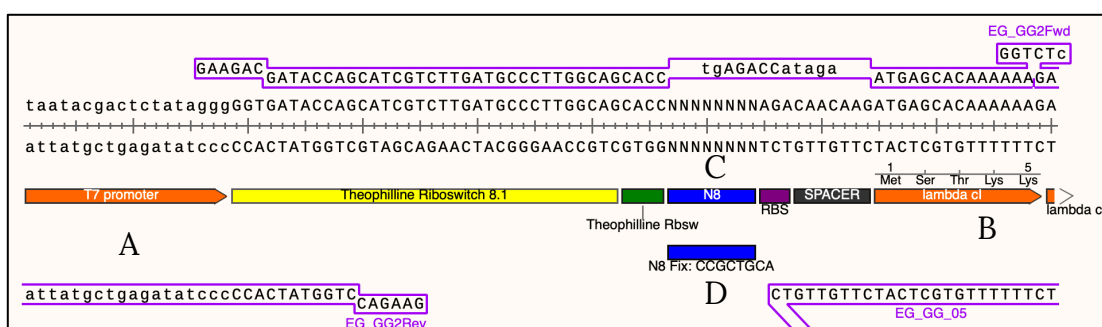 EG_GG2Fwd
GGTCTc
GAAGAC
GATACCAGCATCGTCTTGATGCCCTTGGCAGCACC
tgAGACCataga
ATGAGCACAAAAAAGA
taatacgactctatagggGGTGATACCAGCATCGTCTTGATGCCCTTGGCAGCACCNNNNNNNNAGACAACAAGATGAGCACAAAAAAGA
attatgctgagatatcccCCACTATGGTCGTAGCAGAACTACGGGAACCGTCGTGGNNNNNNNNTCTGTTGTTCTACTCGTGTTTTTTCT
C
1 5
Met Ser Thr Lys Lys
T7 promoter Theophilline Riboswitch 8.1 N8 SPACER lambda cI
Theophilline Rbsw RBS lambda c
A B
N8 Fix: CCGCTGCA
D
attatgctgagatatcccCCACTATGGTC
CAGAAG
CTGTTGTTCTACTCGTGTTTTTTCT
EG_GG2Rev EG_GG_05